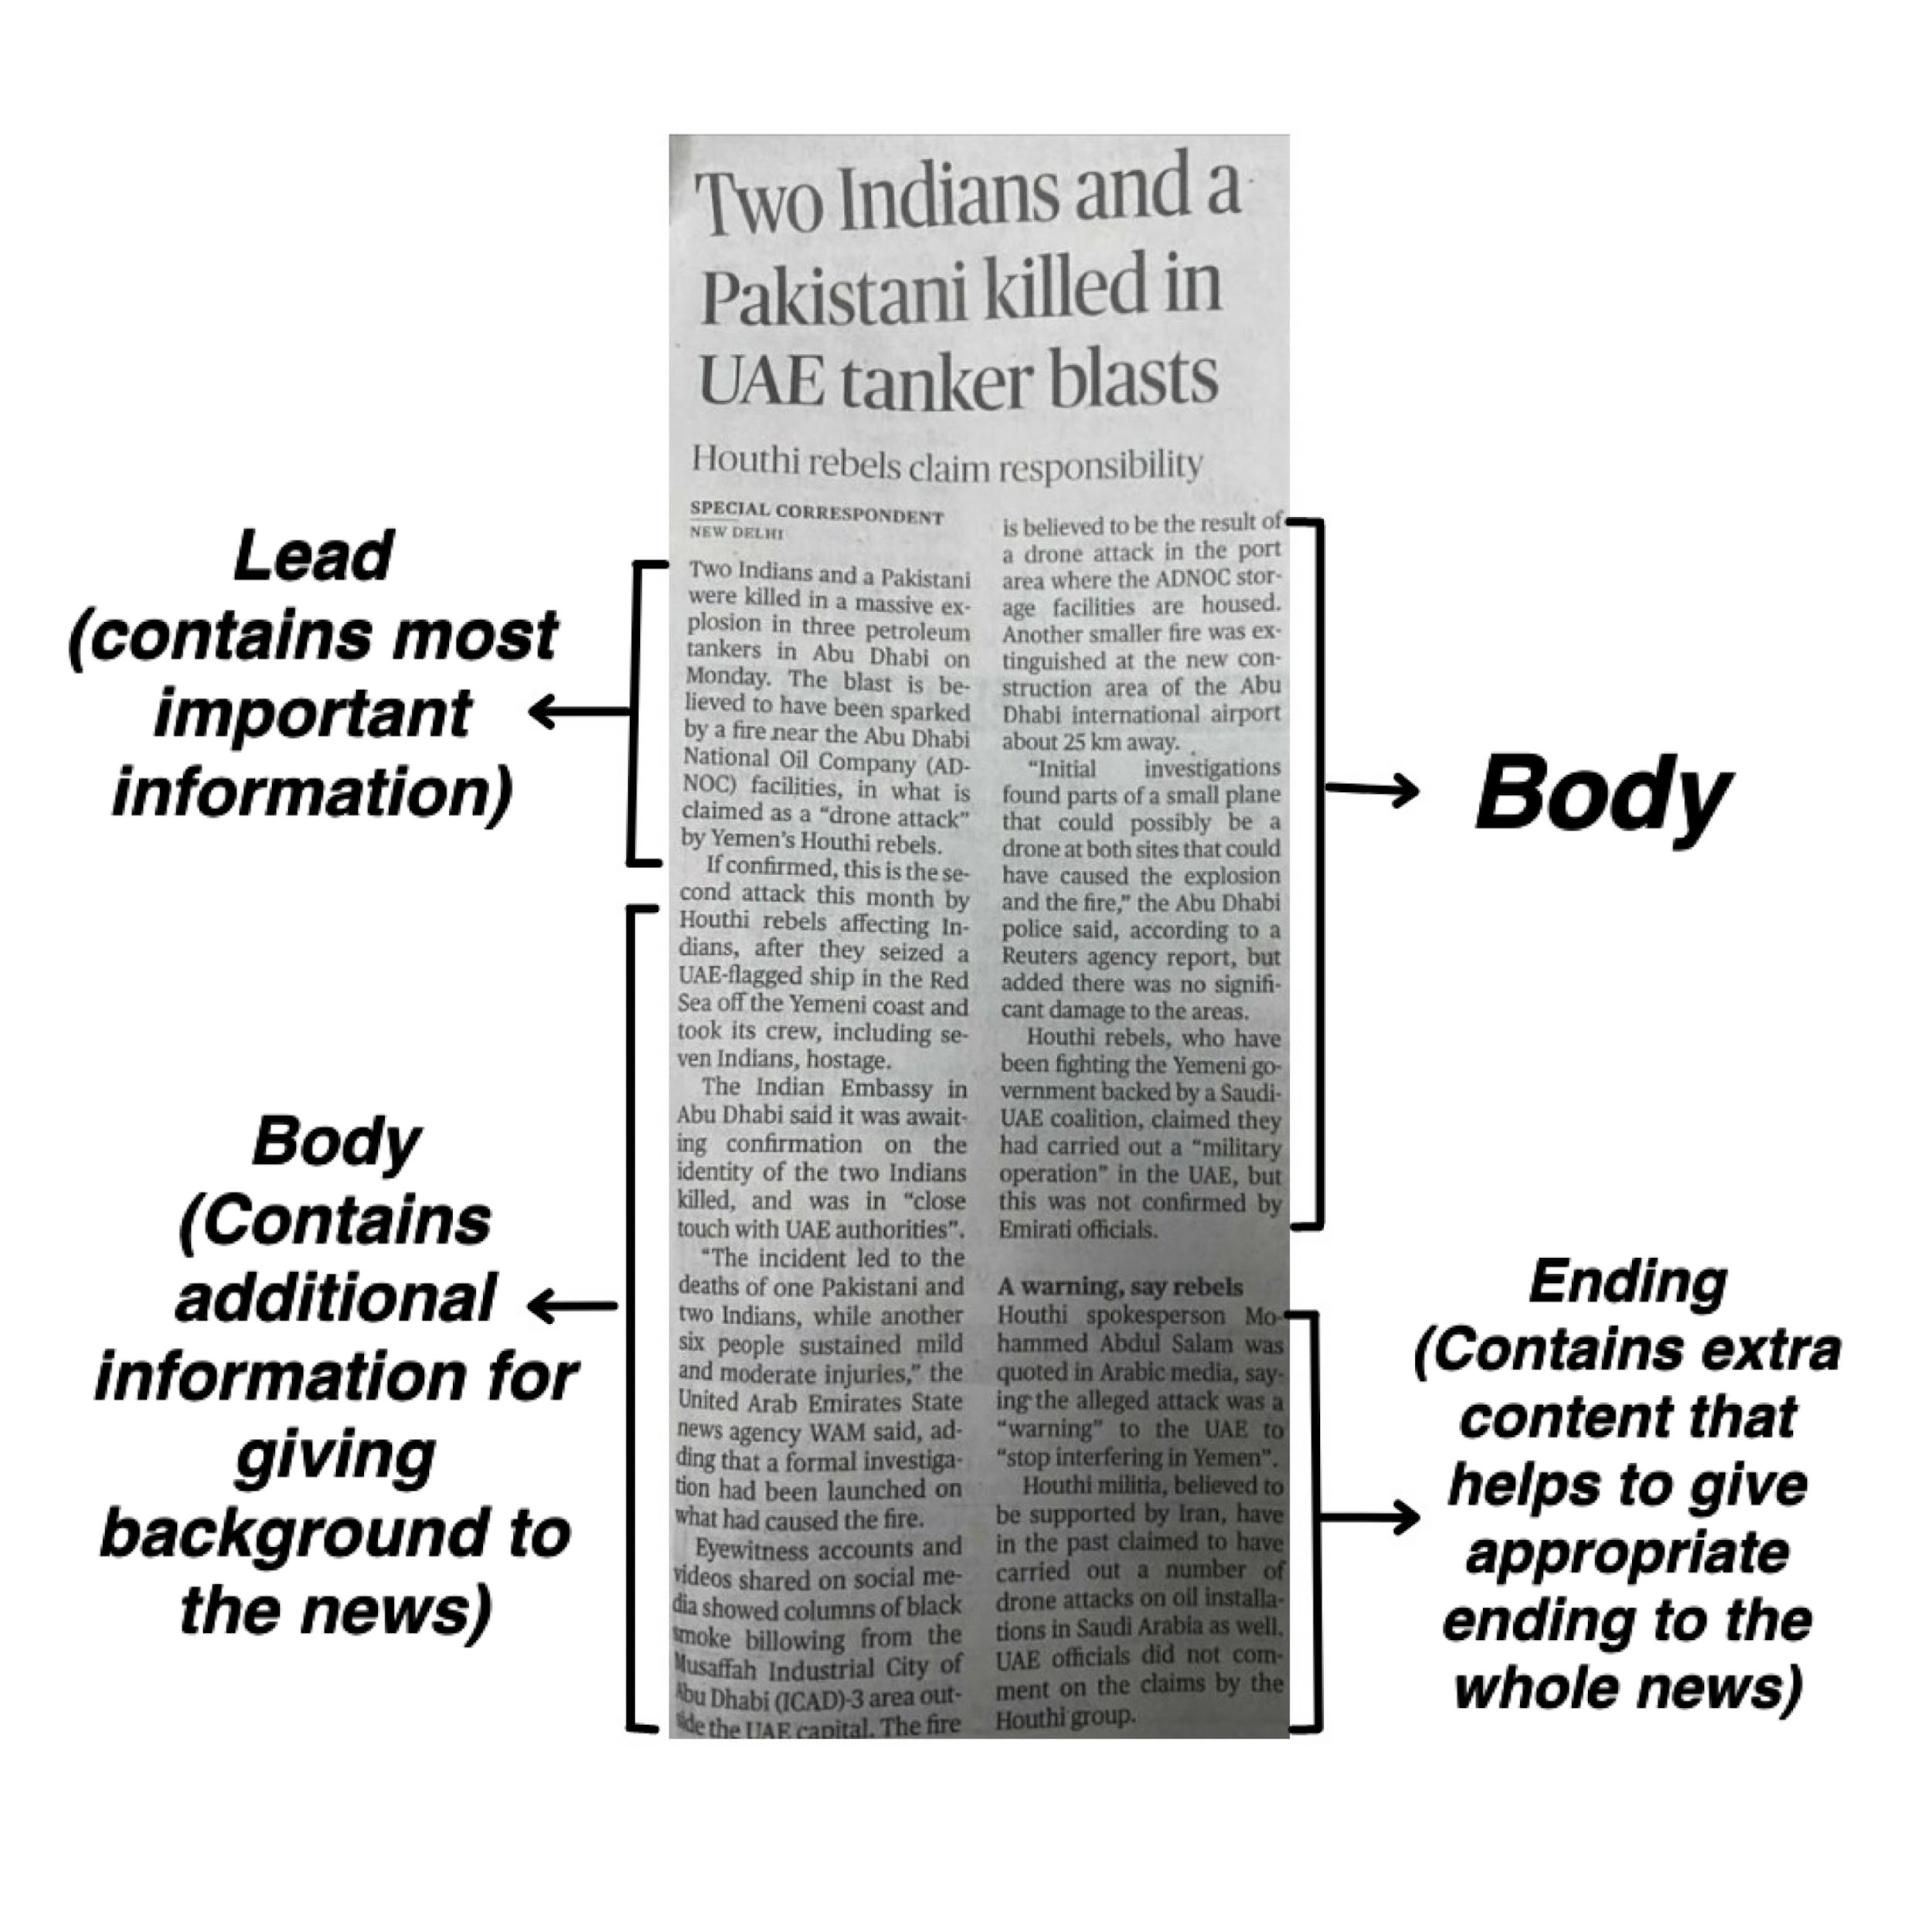 Two Indians and a
Pakistani killed in
UAE tanker blasts
Houthi rebels claim responsibility
SPECIAL CORRESPONDENT
NEW DELHI
Two Indians and a Pakistani
were killed in a massive ex-
plosion in three petroleum
tankers in Abu Dhabi on
Monday. The blast is be-
lieved to have been sparked
by a fire near the Abu Dhabi
National Oil Company (AD-
NOC) facilities, in what is
claimed as a “drone attack”
by Yemen's Houthi rebels.
If confirmed, this is the se-
cond attack this month by
Houthi rebels affecting In-
dians, after they seized a
UAE-flagged ship in the Red
Sea off the Yemeni coast and
took its crew, including se-
ven Indians, hostage.
The Indian Embassy in
Abu Dhabi said it was await-
ing confirmation on the
identity of the two Indians
killed, and was in “close
touch with UAE authorities”.
“The incident led to the
deaths of one Pakistani and
two Indians, while another
six people sustained mild
and moderate injuries,” the
United Arab Emirates State
news agency WAM said, ad-
ding that a formal investiga-
tion had been launched on
what had caused the fire.
Eyewitness accounts and
videos shared on social me-
dia showed columns of black
smoke billowing from the
Musaffah Industrial City of
Abu Dhabi (ICAD)-3 area out-
side the UAE capital. The fire
is believed to be the result of
a drone attack in the port
area where the ADNOC stor-
age facilities are housed.
Another smaller fire was ex-
tinguished at the new con-
struction area of the Abu
Dhabi international airport
about 25 km away.
“Initial investigations
found parts of a small plane
that could possibly be a
drone at both sites that could
have caused the explosion
and the fire,” the Abu Dhabi
police said, according to a
Reuters agency report, but
added there was no signifi-
cant damage to the areas.
Houthi rebels, who have
been fighting the Yemeni go-
vernment backed by a Saudi-
UAE coalition, claimed they
had carried out a “military
operation” in the UAE, but
this was not confirmed by
Emirati officials.
A warning, say rebels
Houthi spokesperson Mo-
hammed Abdul Salam was
quoted in Arabic media, say-
ing the alleged attack was a
“warning” to the UAE to
“stop interfering in Yemen”.
Houthi militia, believed to
be supported by Iran, have
in the past claimed to have
carried out a number of
drone attacks on oil installa-
tions in Saudi Arabia as well.
UAE officials did not com-
ment on the claims by the
Houthi group.
Lead
(contains most
important
information)
Body
(Contains
additional
information for
giving
background to
the news)
Body
Ending
(Contains extra
content that
helps to give
appropriate
ending to the
whole news)